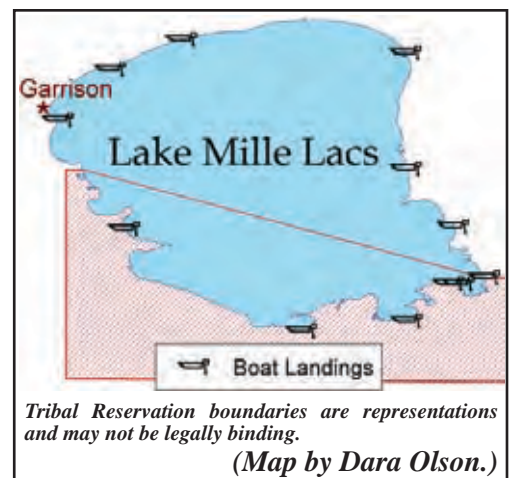 Garrison
Lake Mille Lacs
Boat Landings
Tribal Reservation boundaries are representations
and may not be legally binding.
(Map by Dara Olson.)